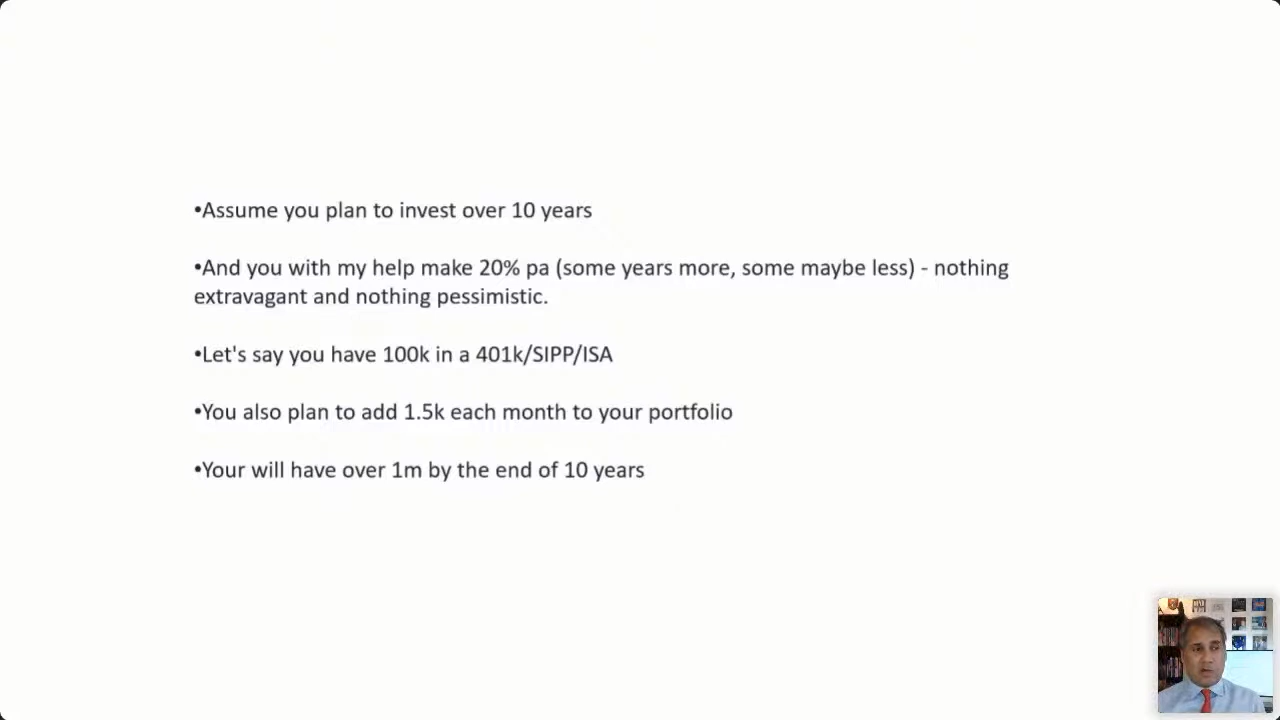 •Assume you plan to invest over 10 years
•And you with my help make 20% pa (some years more, some maybe less) - nothing
extravagant and nothing pessimistic.
•Let's say you have 100k in a 401k/SIPP/ISA
•You also plan to add 1.5k each month to your portfolio
•Your will have over 1m by the end of 10 years